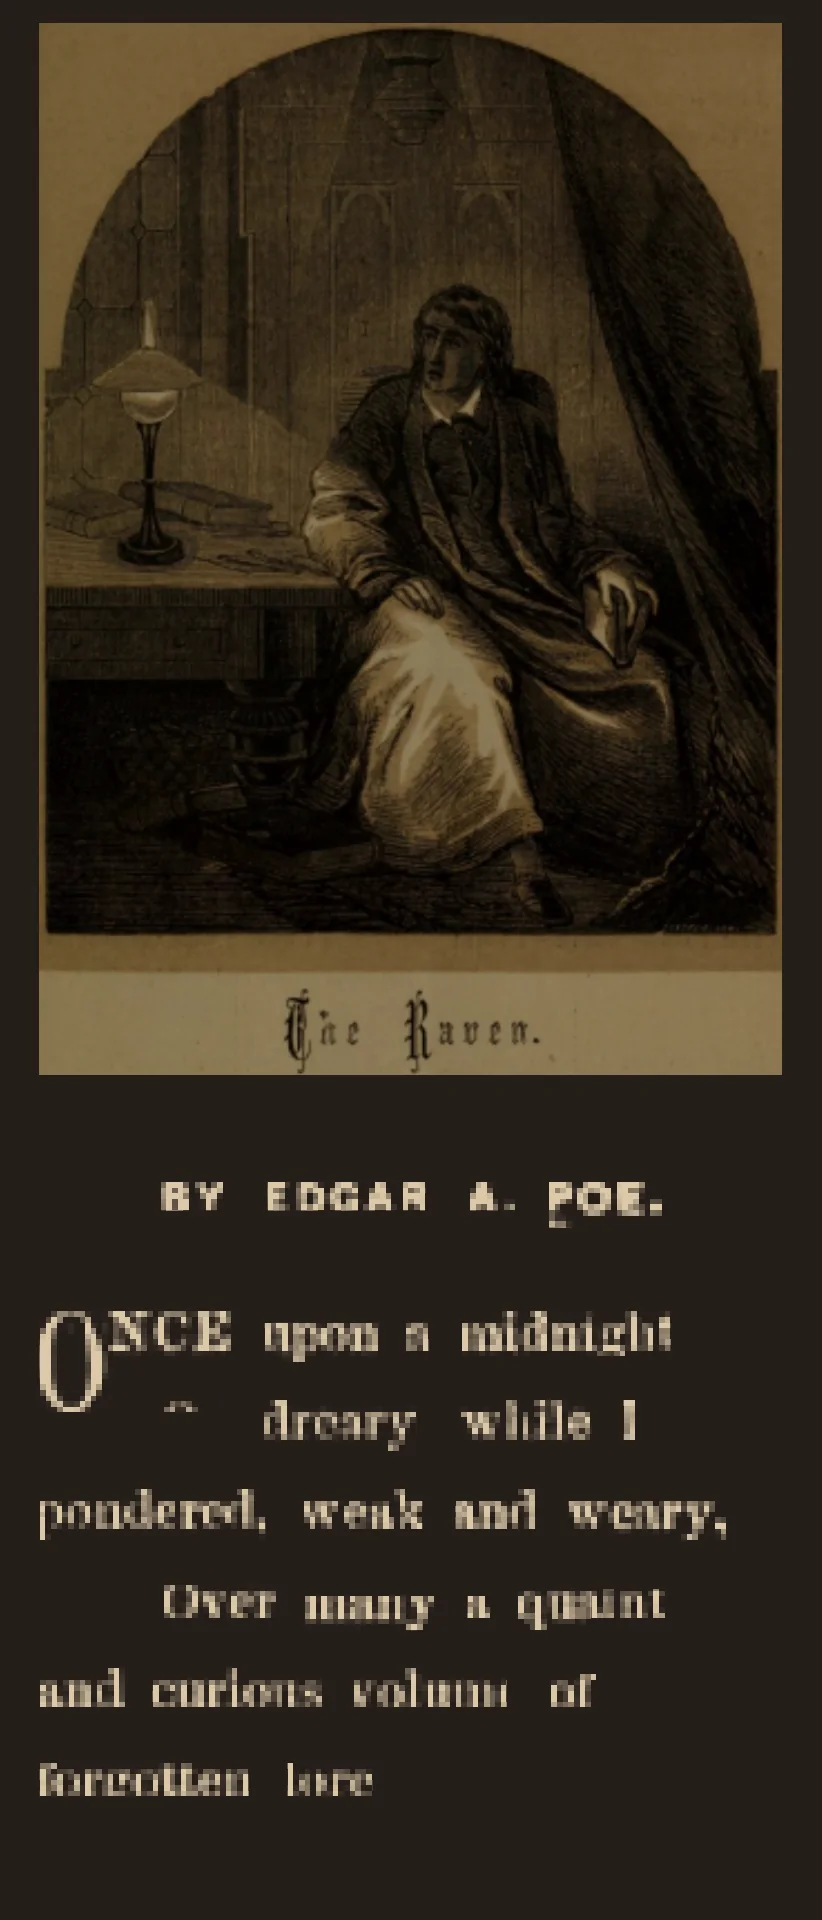 The Raven.
BY EDGAR A. POE.
ONCE upon a midnight
dreary while I
pondered, weak and weary,
Over many a quaint
and curious volume of
forgotten lore